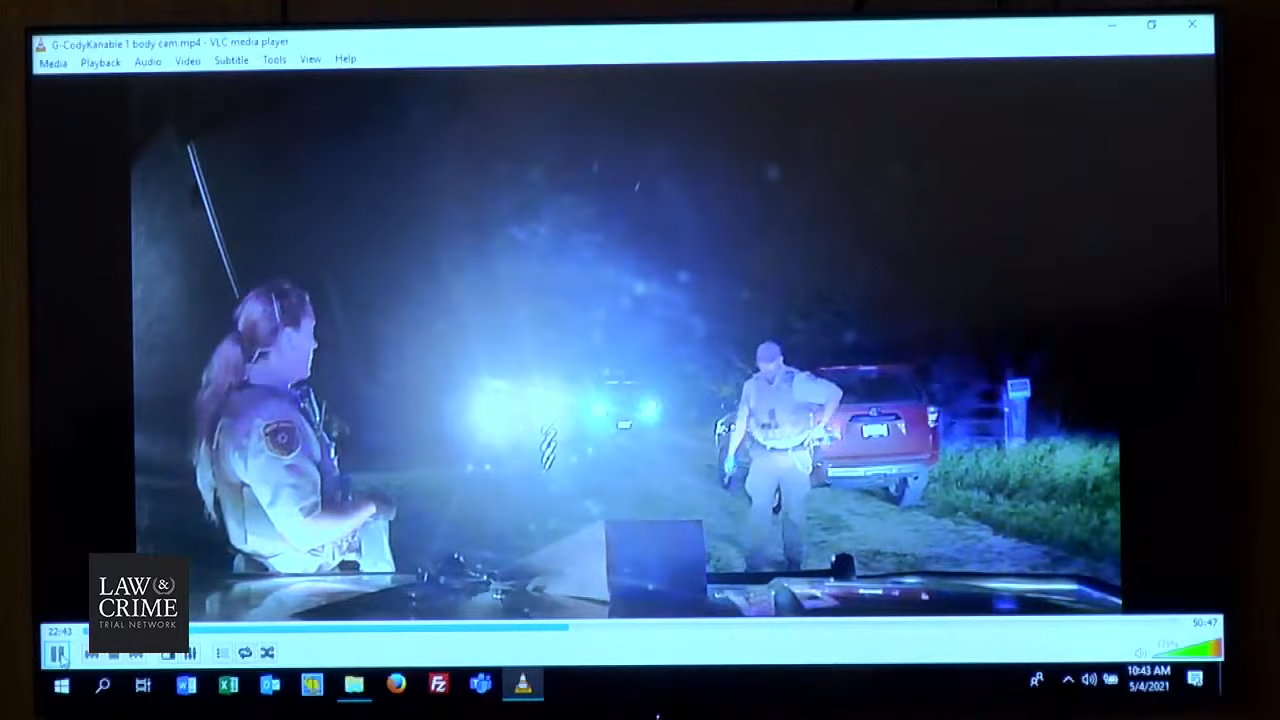 G-CodyKanable 1 body cam.mp4 - VLC media player
Media Playback Audio Video Subtitle Tools View Help
LAW &
CRIME
TRIAL NETWORK
22:43
50:47
10:43 AM
5/4/2021